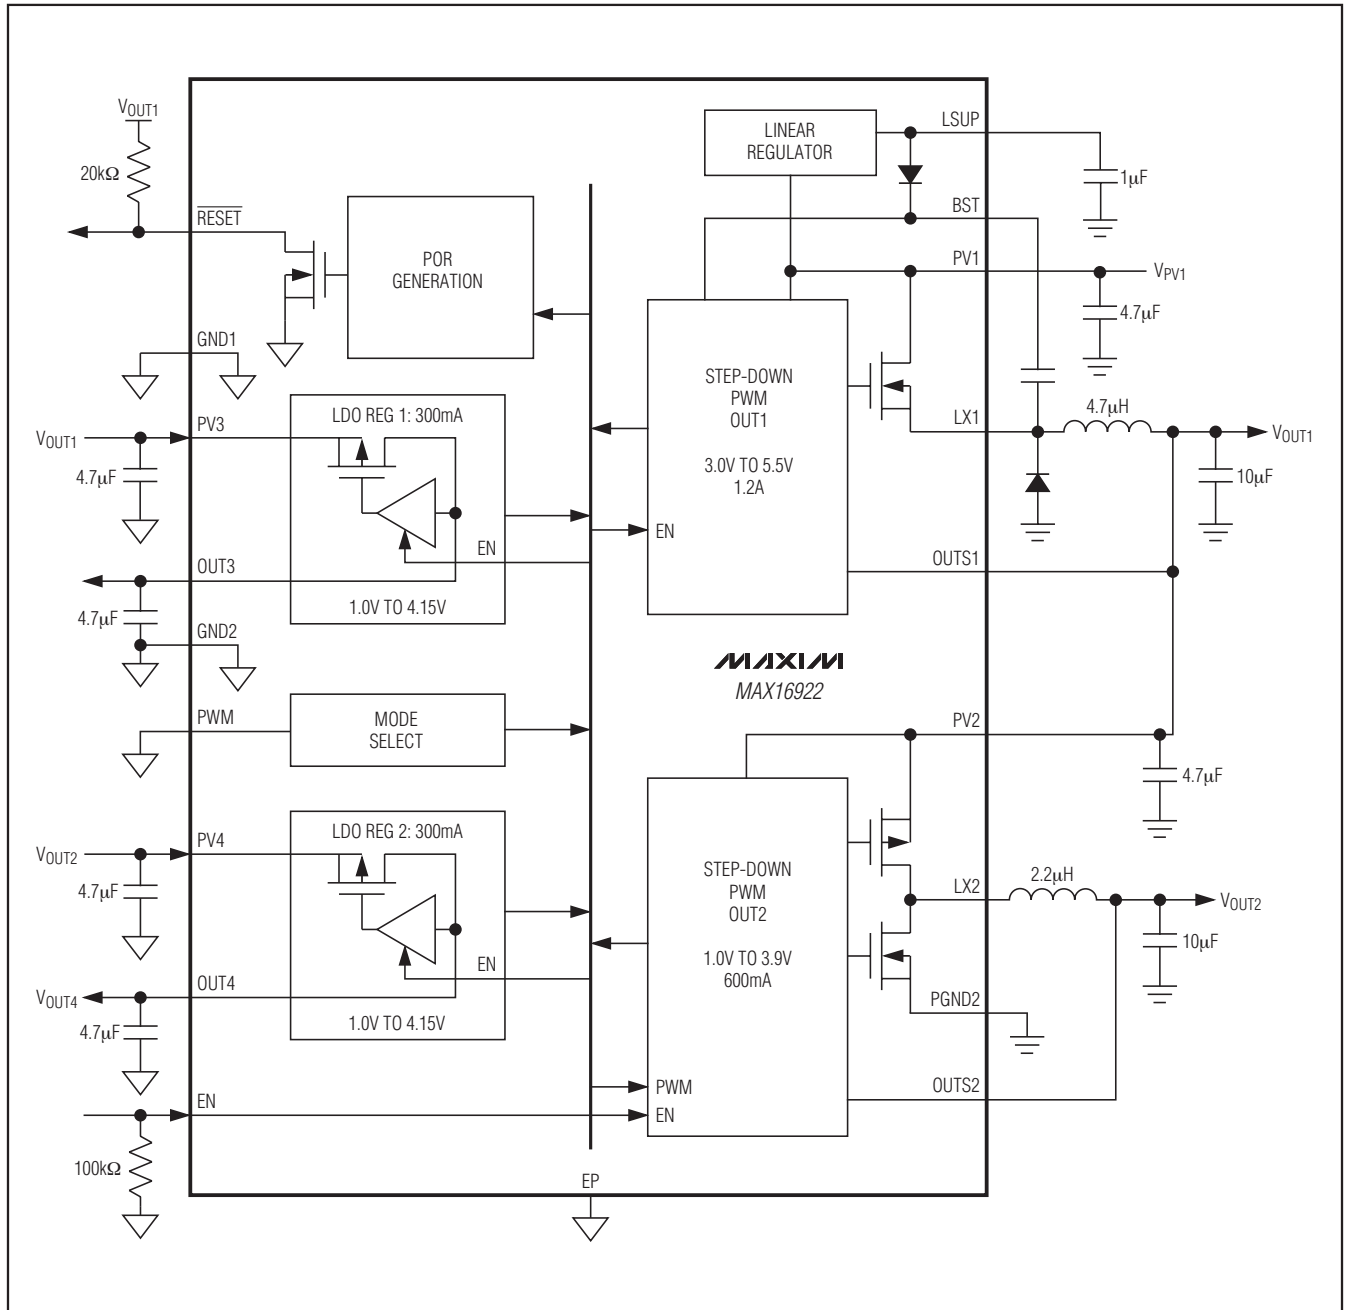 VOUT1
20kΩ
RESET
POR
GENERATION
GND1
VOUT1
PV3
4.7µF
LDO REG 1: 300mA
EN
OUT3
1.0V TO 4.15V
4.7µF
GND2
PWM
MODE
SELECT
LDO REG 2: 300mA
VOUT2
PV4
4.7µF
EN
VOUT4
OUT4
4.7µF
1.0V TO 4.15V
EN
100kΩ
EP
LINEAR
REGULATOR
LSUP
1µF
BST
PV1
VPV1
4.7µF
STEP-DOWN
PWM
OUT1
3.0V TO 5.5V
1.2A
EN
LX1
4.7µH
VOUT1
10µF
OUTS1
MAXIM
MAX16922
PV2
4.7µF
STEP-DOWN
PWM
OUT2
1.0V TO 3.9V
600mA
PWM
EN
LX2
2.2µH
VOUT2
10µF
PGND2
OUTS2